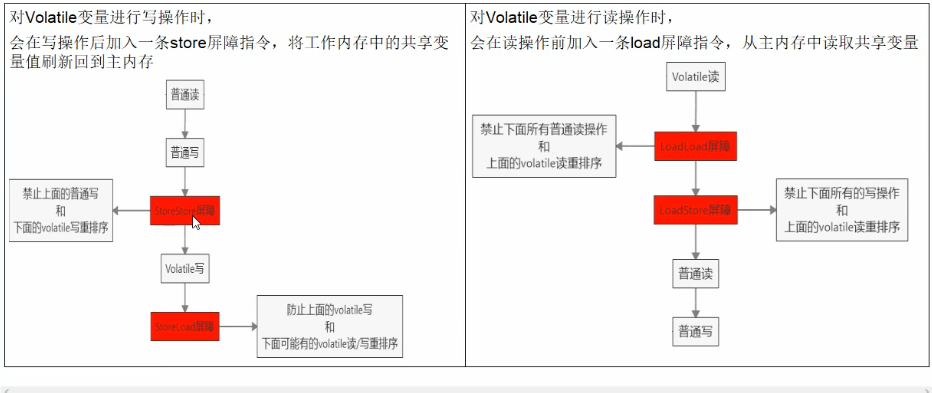 对Volatile变量进行写操作时，
会在写操作后加入一条store屏障指令，将工作内存中的共享变
量值刷新回到主内存
普通读
普通写
禁止上面的普通写
和
下面的volatile写重排序
StoreStore屏障
Volatile写
StoreLoad屏障
防止上面的volatile写
和
下面可能有的volatile读/写重排序
对Volatile变量进行读操作时，
会在读操作前加入一条load屏障指令，从主内存中读取共享变量
Volatile读
禁止下面所有普通读操作
和
上面的volatile读重排序
LoadLoad屏障
LoadStore屏障
禁止下面所有的写操作
和
上面的volatile读重排序
普通读
普通写